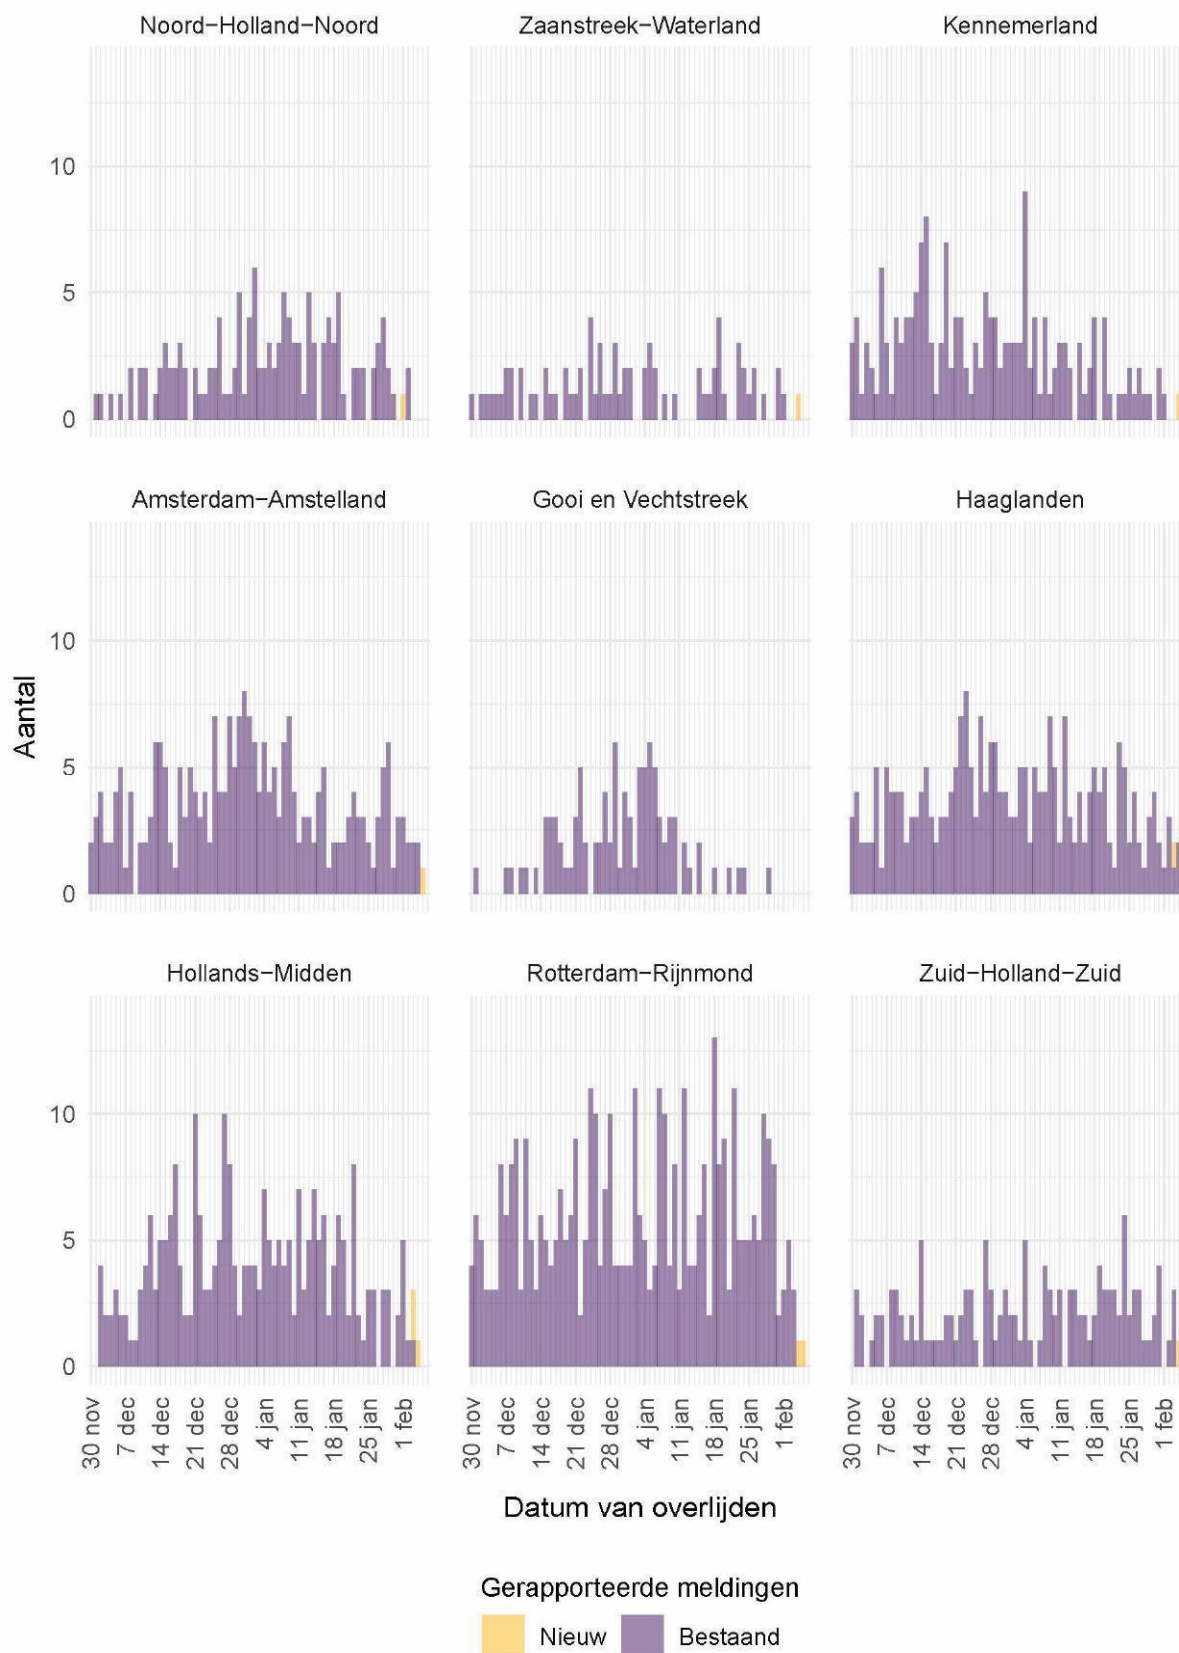 Noord-Holland-Noord
Zaanstreek-Waterland
Kennemerland
10
5
0
Amsterdam-Amstelland
Gooi en Vechtstreek
Haaglanden
Aantal
10
5
0
Hollands-Midden
Rotterdam-Rijnmond
Zuid-Holland-Zuid
10
5
0
30 nov
7 dec
14 dec
21 dec
28 dec
4 jan
11 jan
18 jan
25 jan
1 feb
30 nov
7 dec
14 dec
21 dec
28 dec
4 jan
11 jan
18 jan
25 jan
1 feb
30 nov
7 dec
14 dec
21 dec
28 dec
4 jan
11 jan
18 jan
25 jan
1 feb
Datum van overlijden
Gerapporteerde meldingen
Nieuw
Bestaand